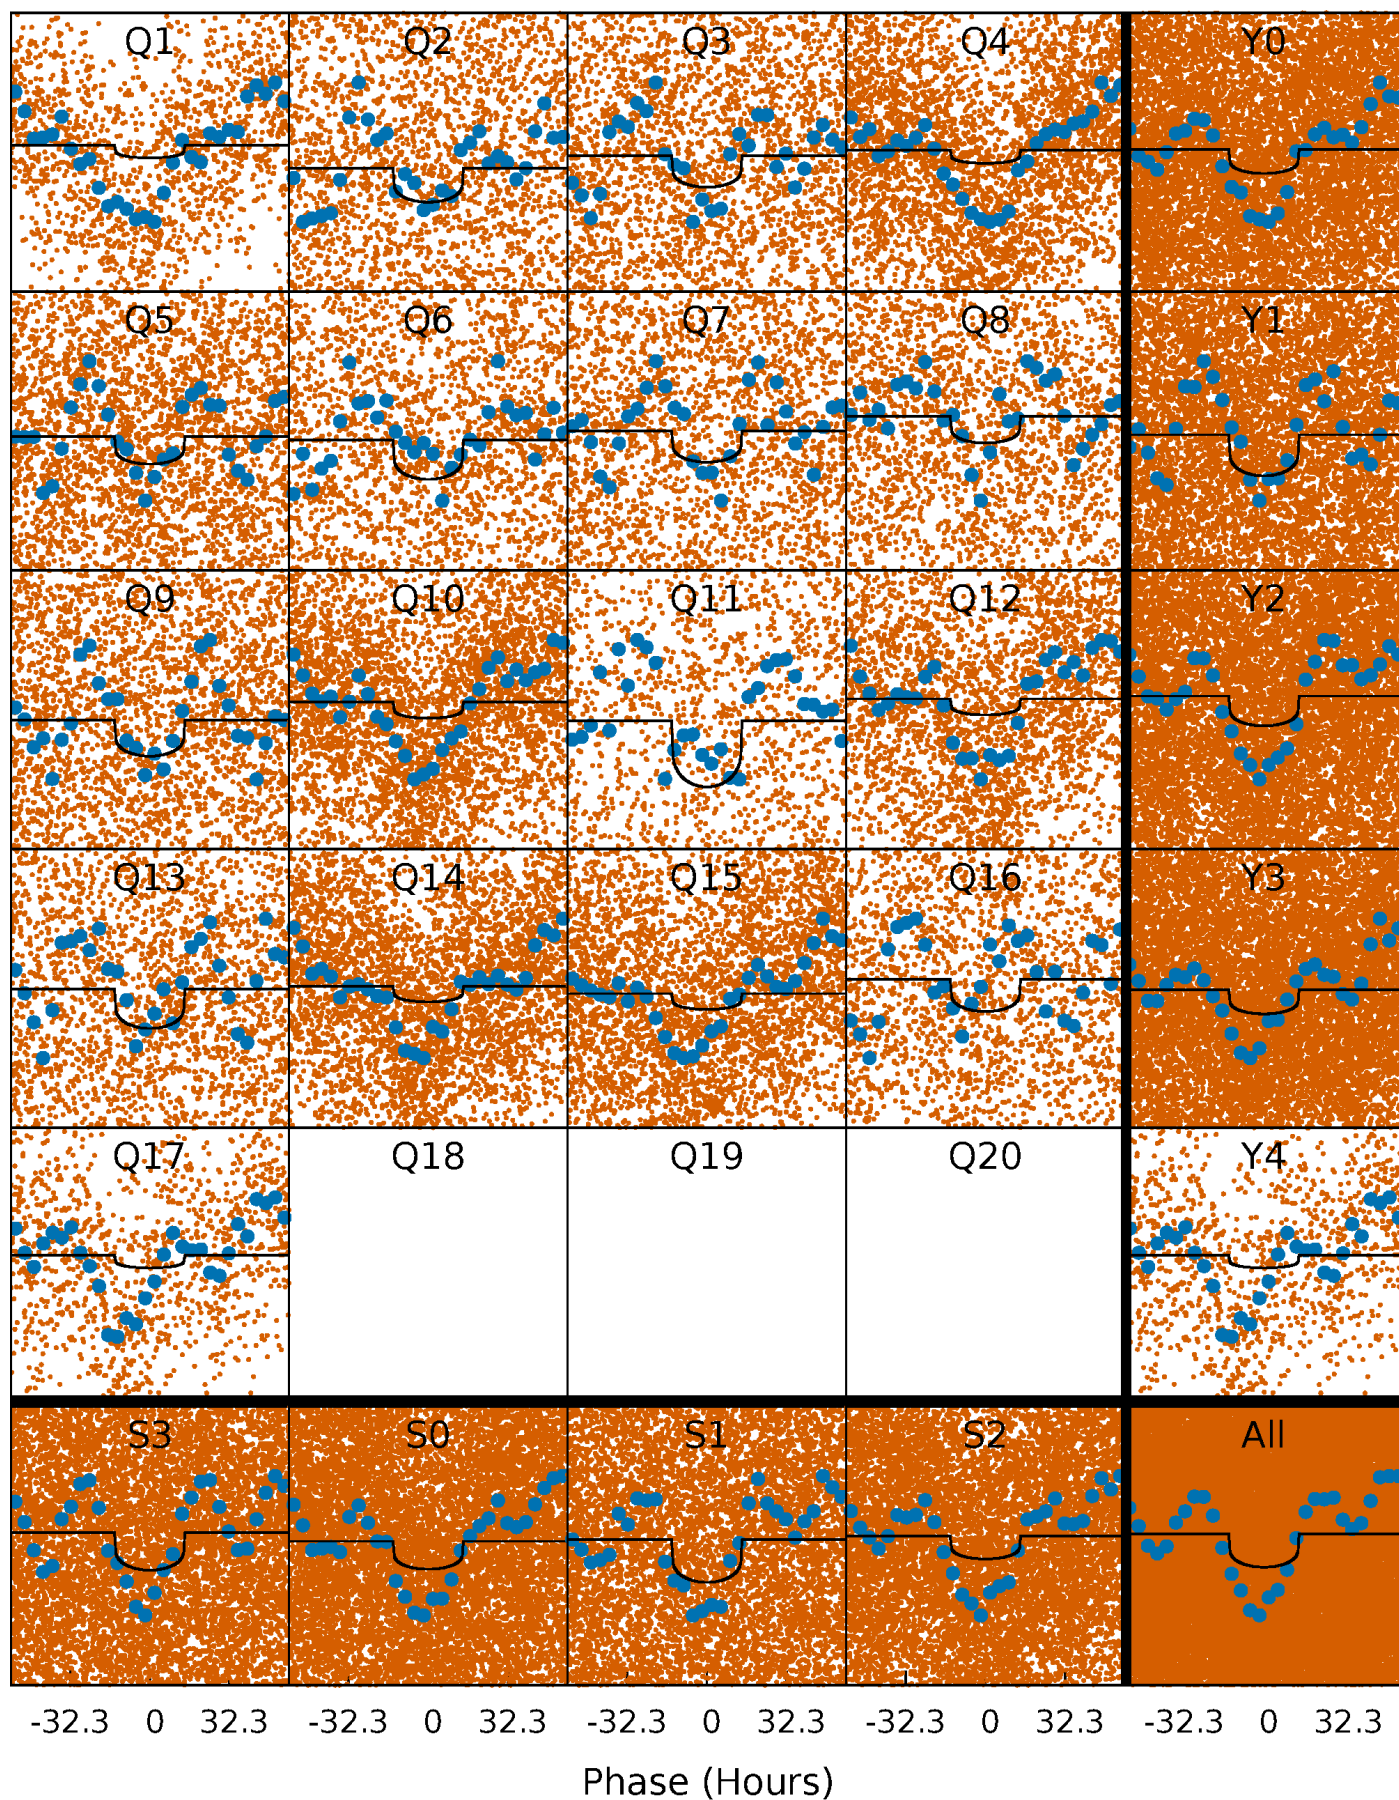 Q1 Q2 Q3 Q4 Y0
Q5 Q6 Q7 Q8 Y1
Q9 Q10 Q11 Q12 Y2
Q13 Q14 Q15 Q16 Y3
Q17 Q18 Q19 Q20 Y4
S3 S0 S1 S2 All
-32.3 0 32.3 -32.3 0 32.3 -32.3 0 32.3 -32.3 0 32.3 -32.3 0 32.3
Phase (Hours)